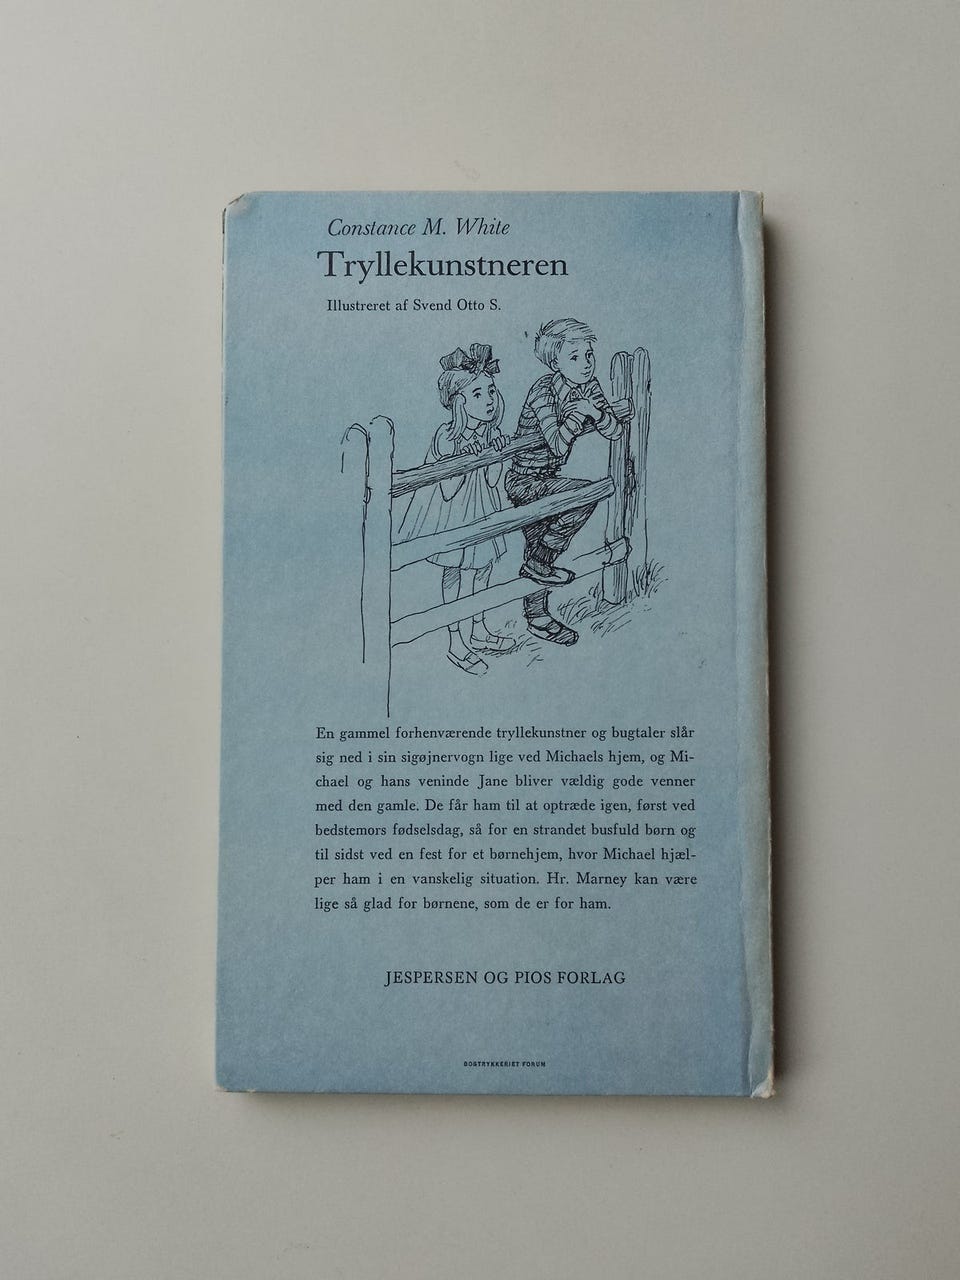 Constance M. White
Tryllekunstneren
Illustreret af Svend Otto S.
En gammel forhenværende tryllekunstner og bugtaler slår
sig ned i sin sigøjnervogn lige ved Michaels hjem, og Mi-
chael og hans veninde Jane bliver vældig gode venner
med den gamle. De får ham til at optræde igen, først ved
bedstemors fødselsdag, så for en strandet busfuld børn og
til sidst ved en fest for et børnehjem, hvor Michael hjæl-
per ham i en vanskelig situation. Hr. Marney kan være
lige så glad for børnene, som de er for ham.
JESPERSEN OG PIOS FORLAG
BOGTRYKKERIET FORUM